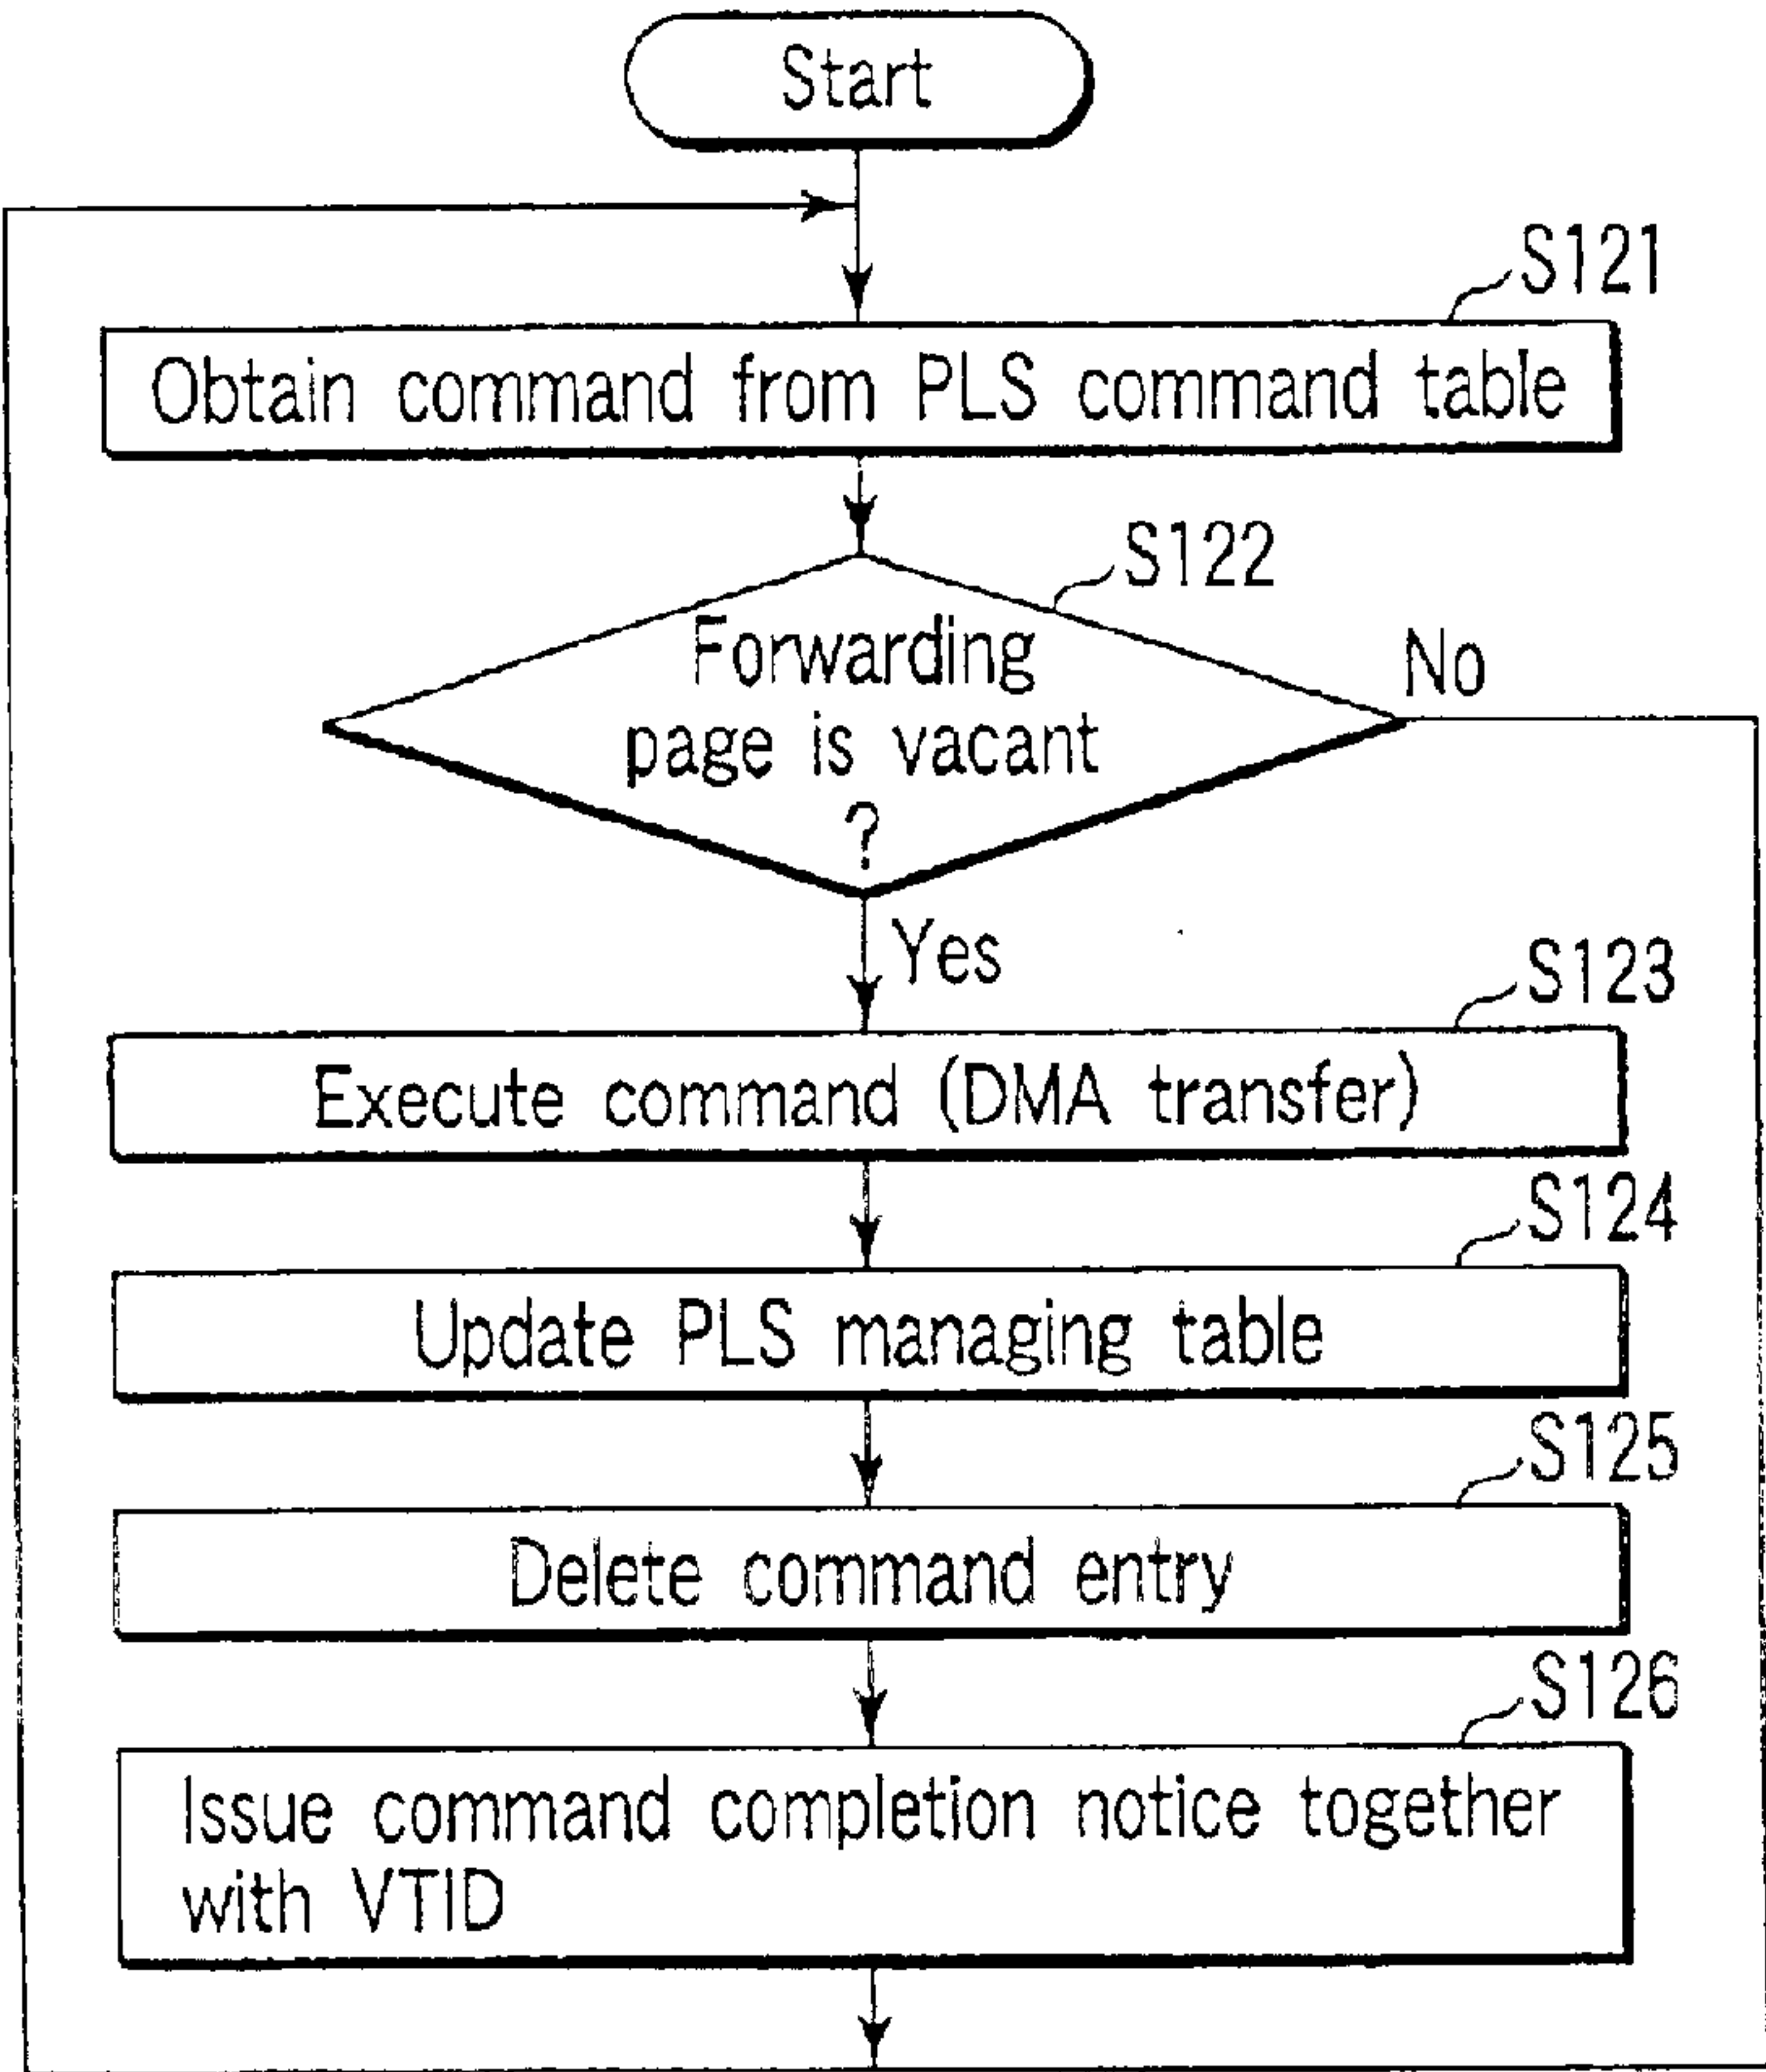 Start
S121
Obtain command from PLS command table
S122
Forwarding
page is vacant
?
No
Yes
S123
Execute command (DMA transfer)
S124
Update PLS managing table
S125
Delete command entry
S126
Issue command completion notice together
with VTID